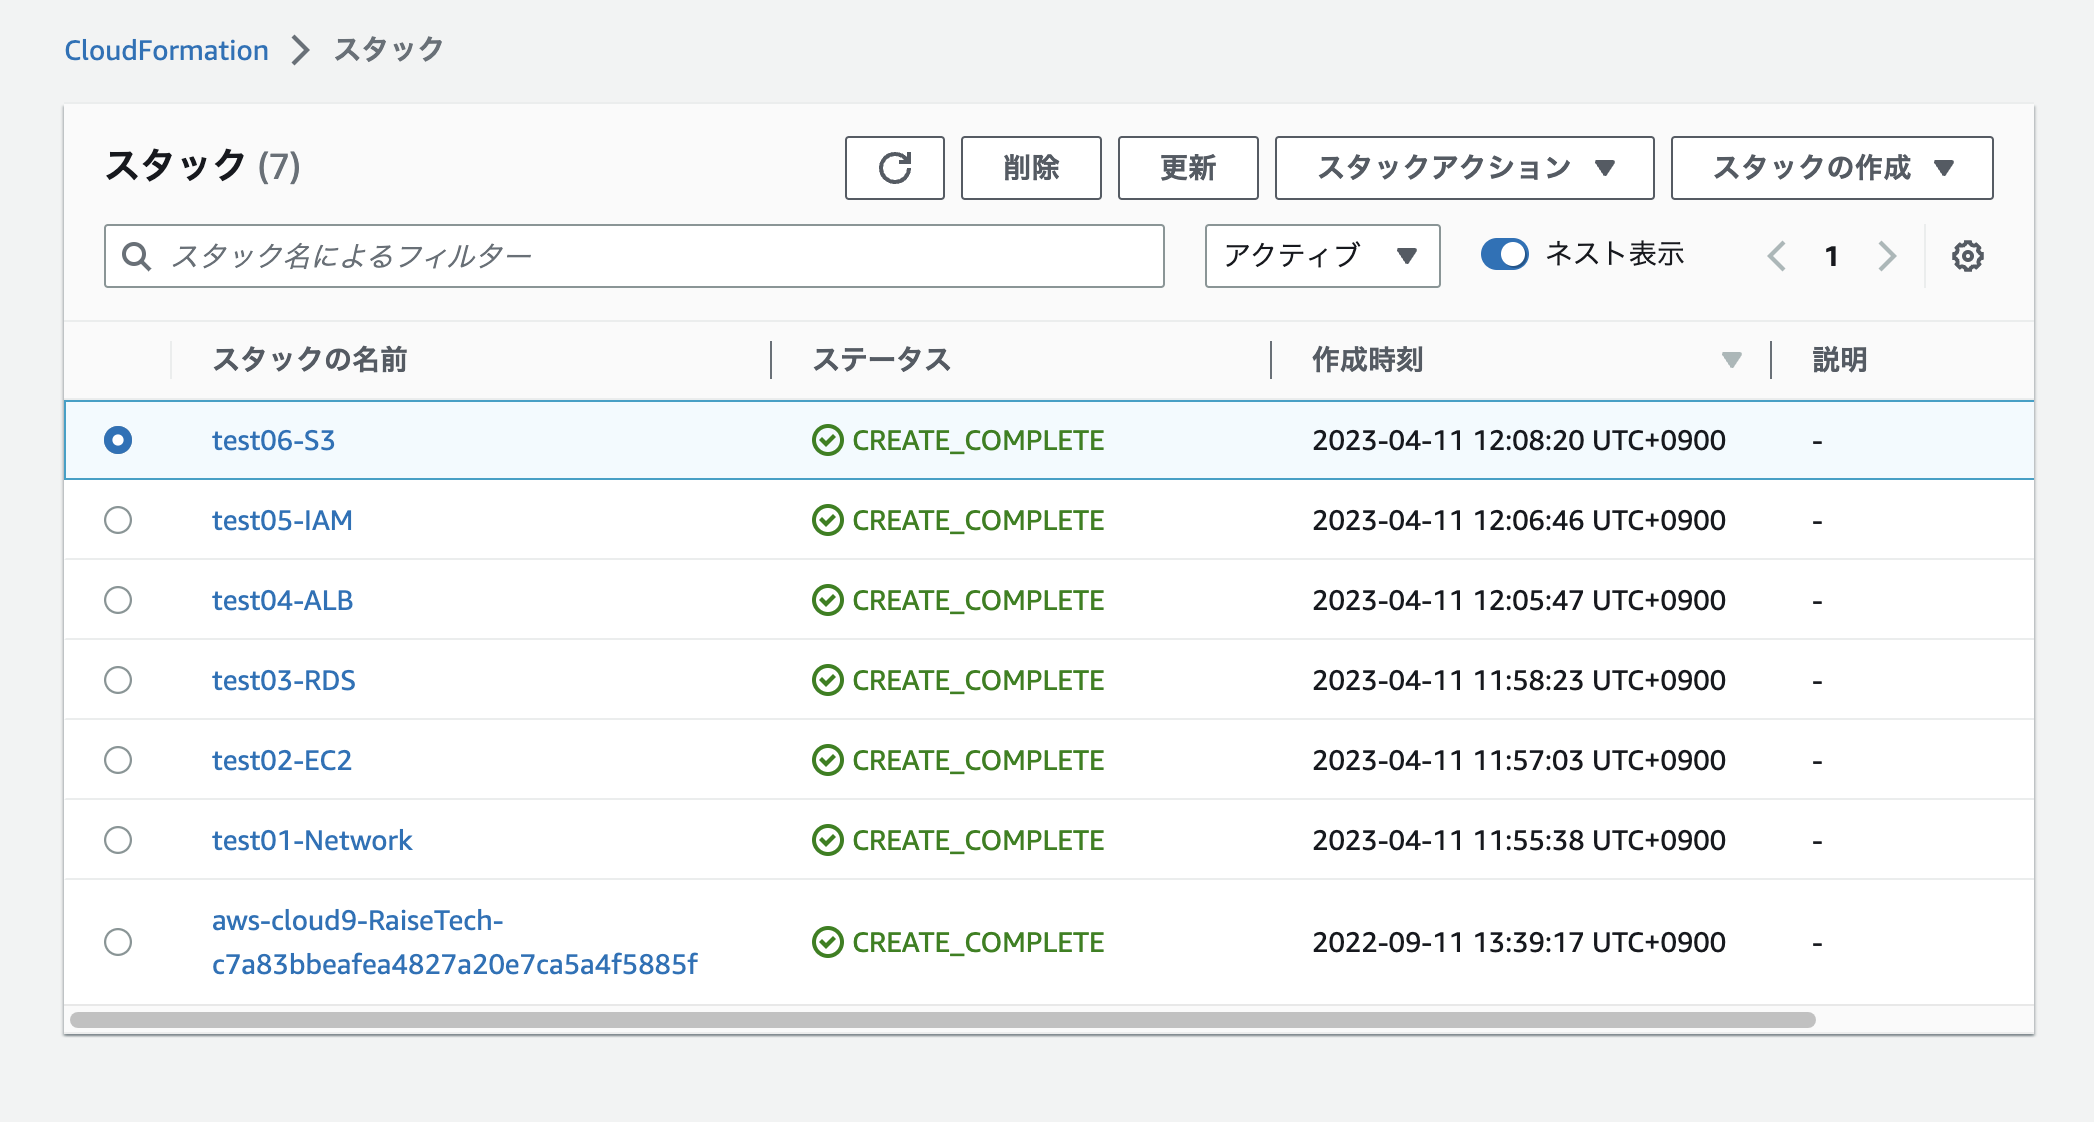 CloudFormation > スタック
スタック (7)
削除 更新 スタックアクション ▼ スタックの作成 ▼
スタック名によるフィルター アクティブ ▼ ネスト表示 < 1 >
スタックの名前 ステータス 作成時刻 ▼ 説明
test06-S3 CREATE_COMPLETE 2023-04-11 12:08:20 UTC+0900 -
test05-IAM CREATE_COMPLETE 2023-04-11 12:06:46 UTC+0900 -
test04-ALB CREATE_COMPLETE 2023-04-11 12:05:47 UTC+0900 -
test03-RDS CREATE_COMPLETE 2023-04-11 11:58:23 UTC+0900 -
test02-EC2 CREATE_COMPLETE 2023-04-11 11:57:03 UTC+0900 -
test01-Network CREATE_COMPLETE 2023-04-11 11:55:38 UTC+0900 -
aws-cloud9-RaiseTech-
c7a83bbeafea4827a20e7ca5a4f5885f CREATE_COMPLETE 2022-09-11 13:39:17 UTC+0900 -